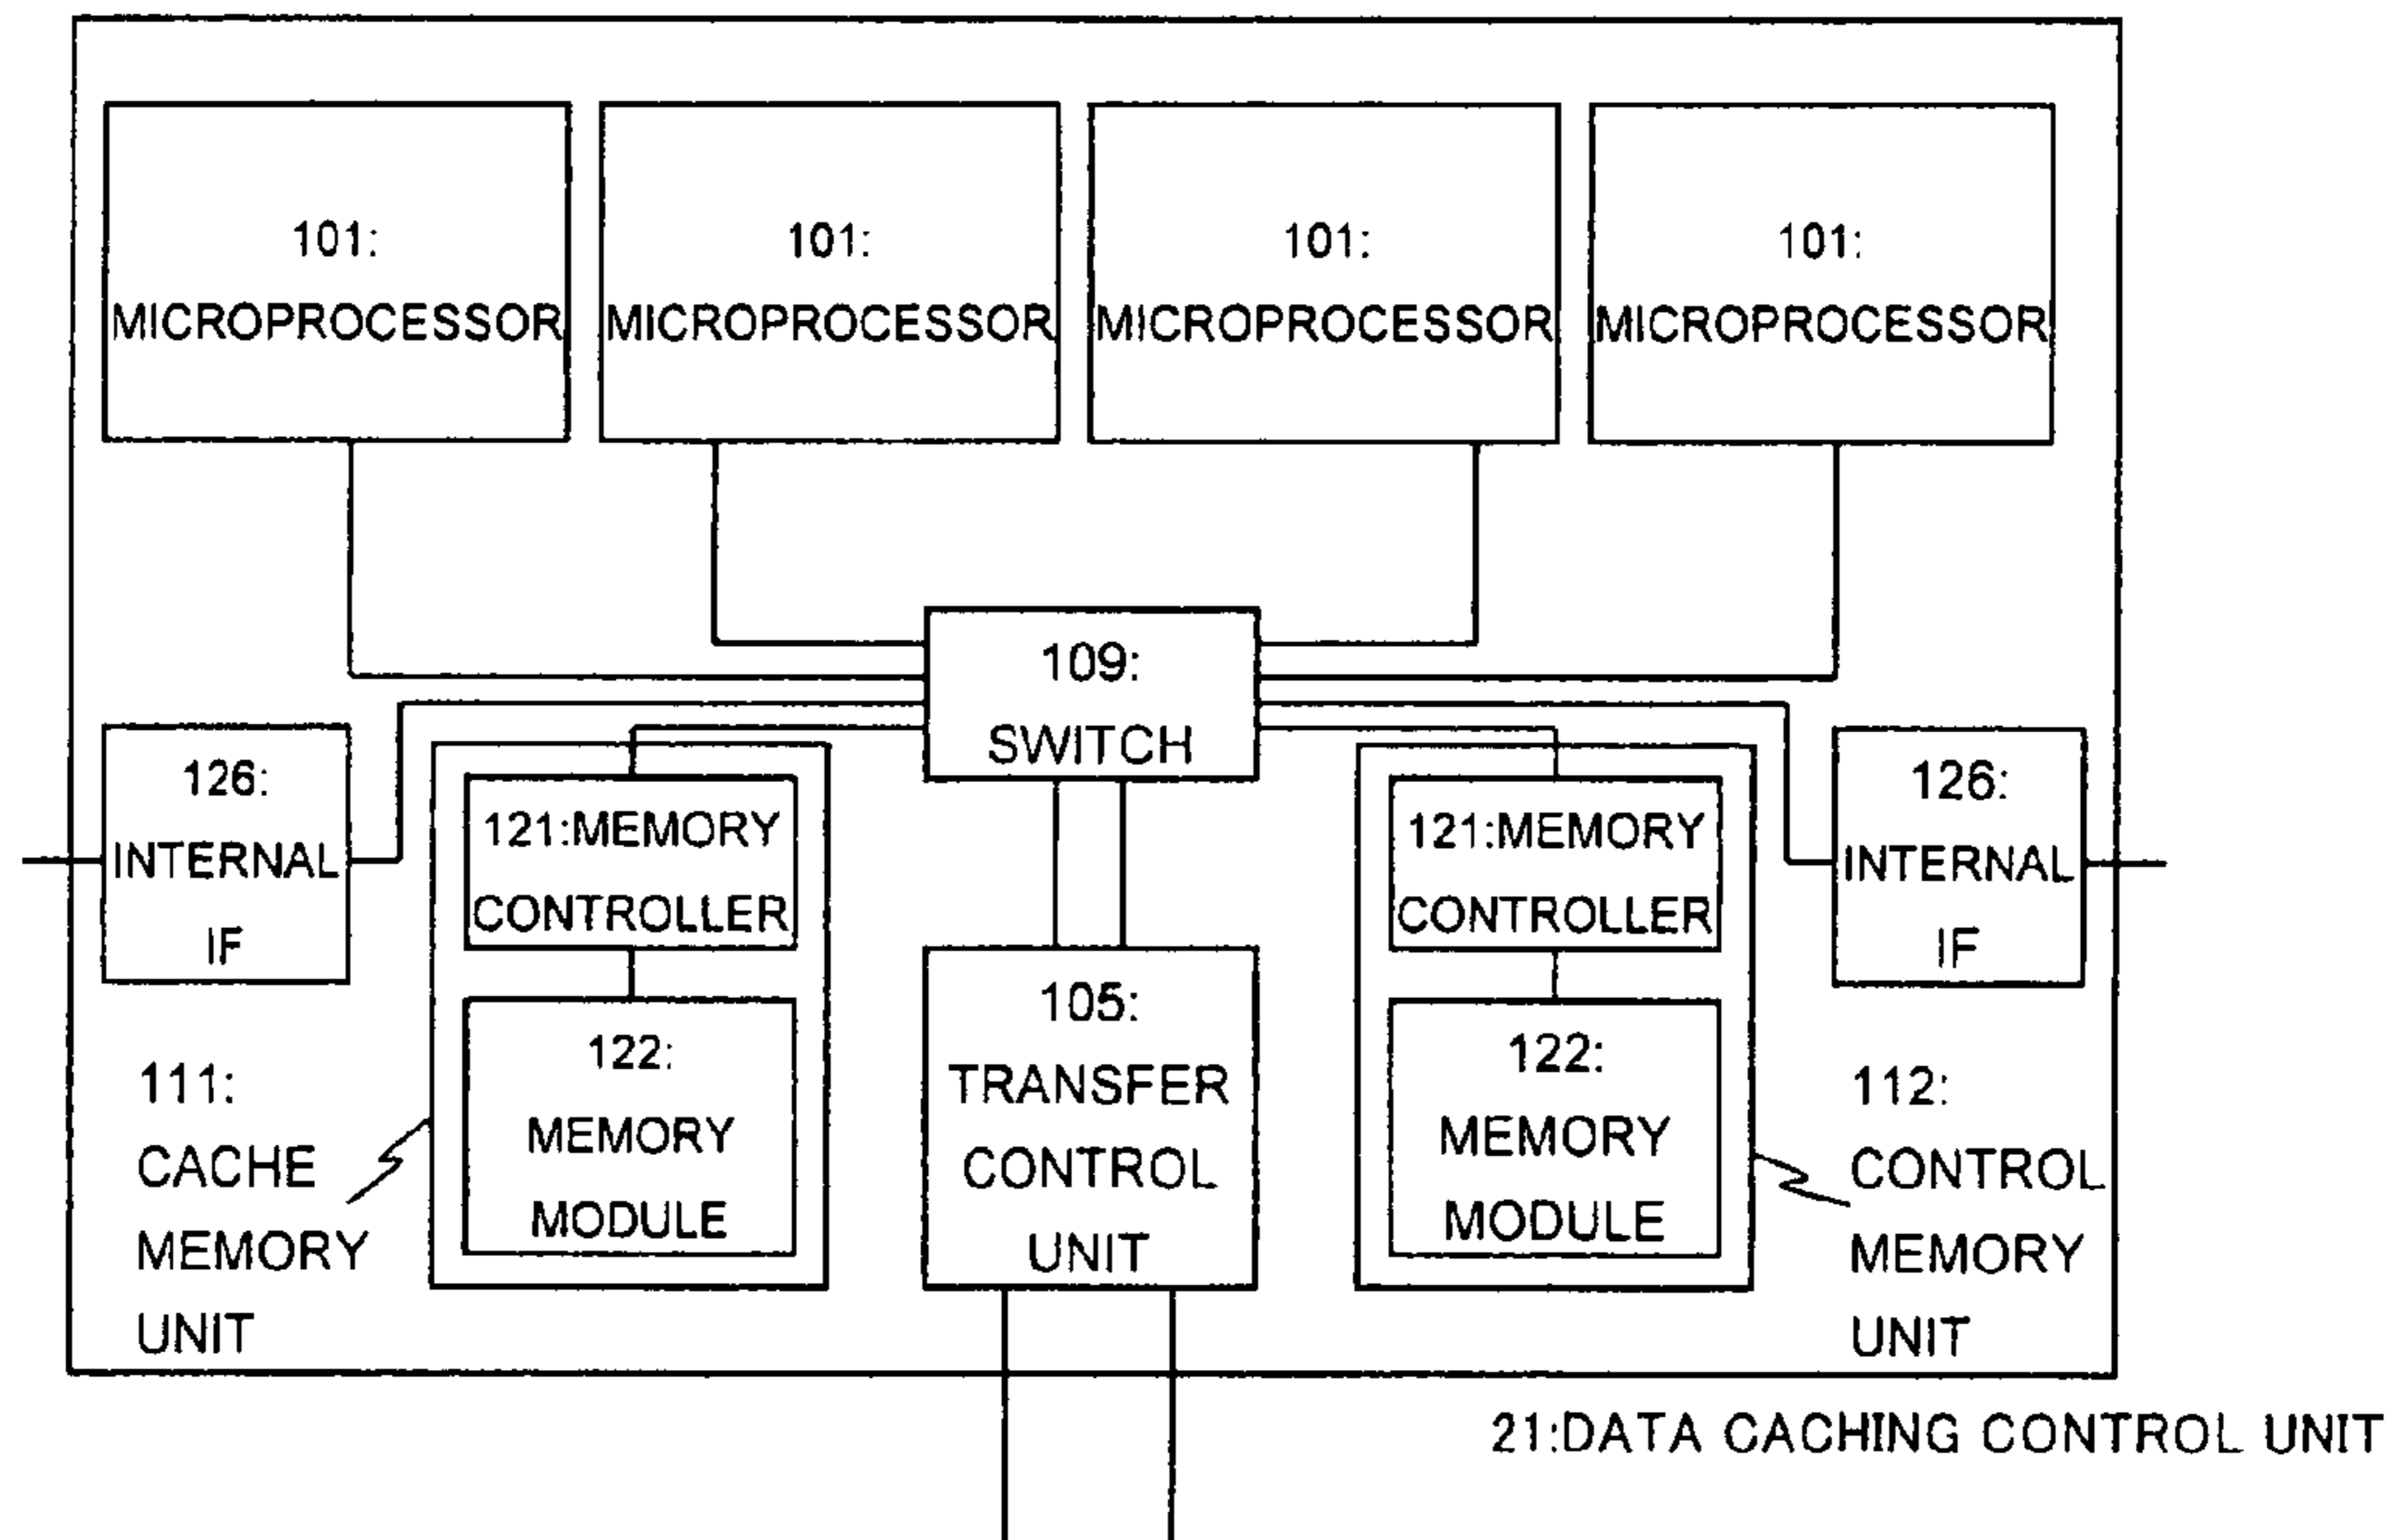 101:
MICROPROCESSOR
101:
MICROPROCESSOR
101:
MICROPROCESSOR
101:
MICROPROCESSOR
109:
SWITCH
126:
INTERNAL
IF
121:MEMORY
CONTROLLER
122:
MEMORY
MODULE
111:
CACHE
MEMORY
UNIT
105:
TRANSFER
CONTROL
UNIT
121:MEMORY
CONTROLLER
122:
MEMORY
MODULE
126:
INTERNAL
IF
112:
CONTROL
MEMORY
UNIT
21:DATA CACHING CONTROL UNIT